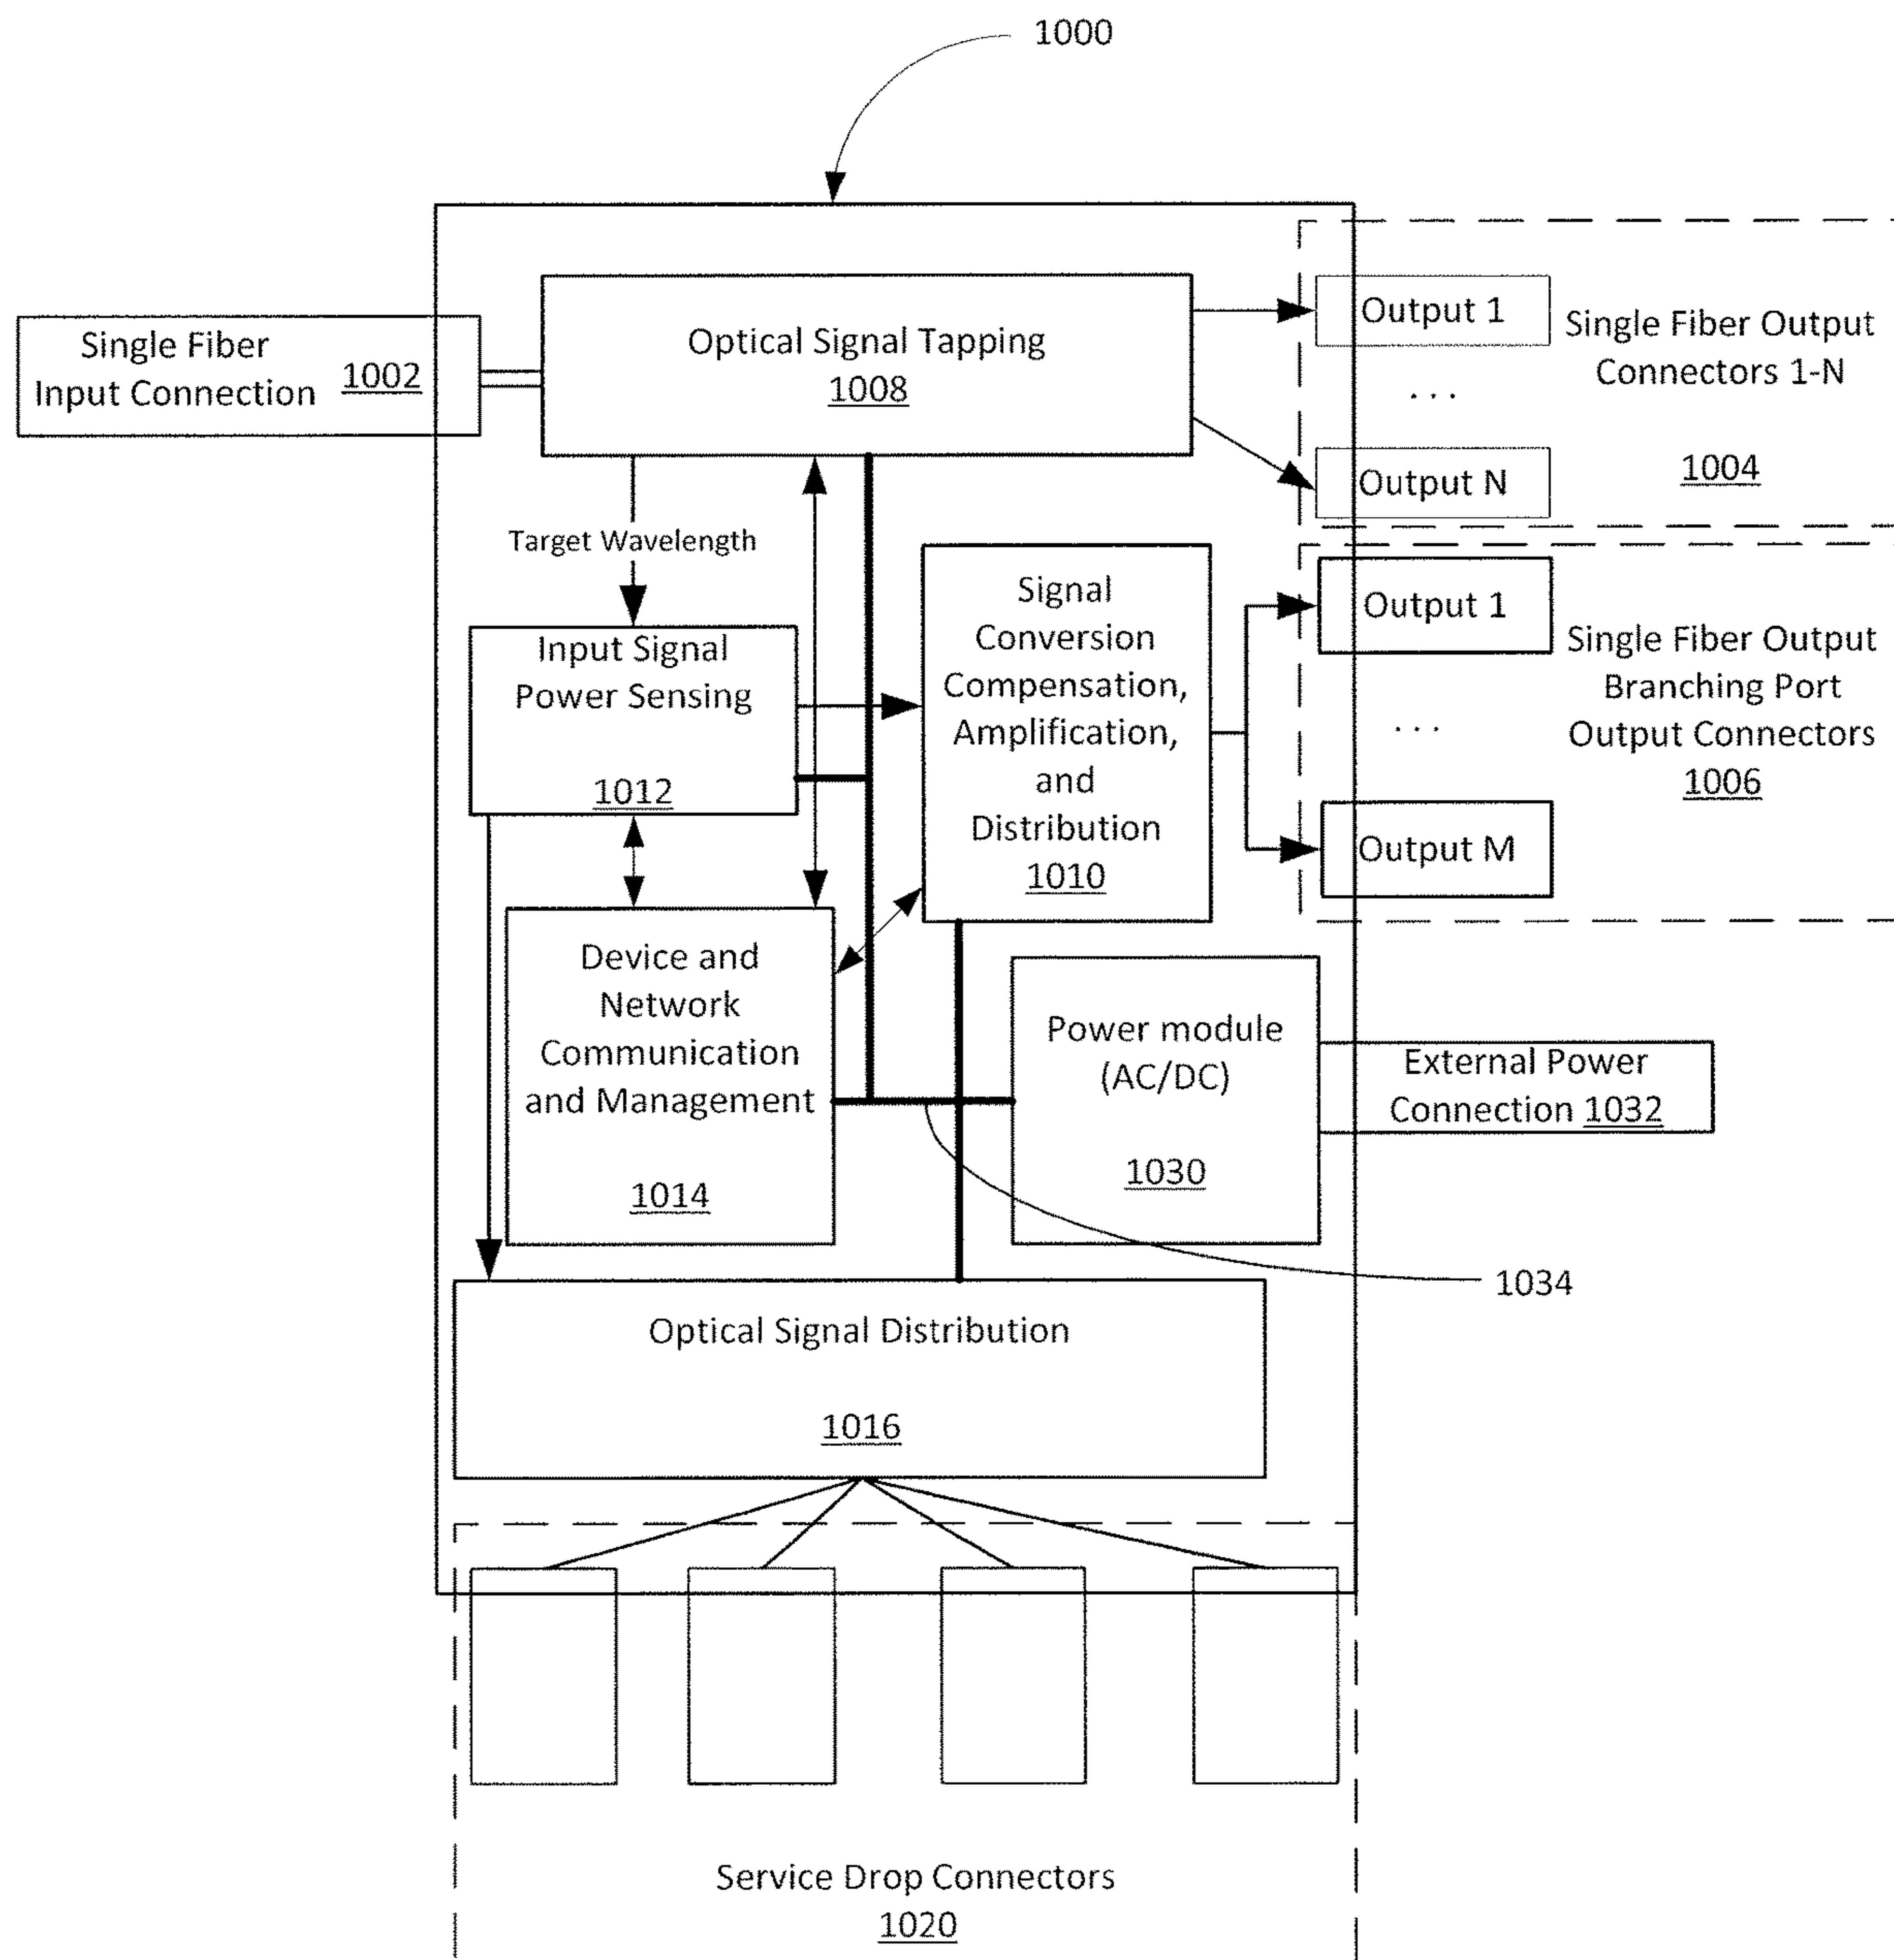 1000
Single Fiber
Input Connection 1002
Optical Signal Tapping
1008
Output 1
. . .
Output N
Single Fiber Output
Connectors 1-N
1004
Target Wavelength
Input Signal
Power Sensing
1012
Signal
Conversion
Compensation,
Amplification,
and
Distribution
1010
Output 1
. . .
Output M
Single Fiber Output
Branching Port
Output Connectors
1006
Device and
Network
Communication
and Management
1014
Power module
(AC/DC)
1030
External Power
Connection 1032
1034
Optical Signal Distribution
1016
Service Drop Connectors
1020